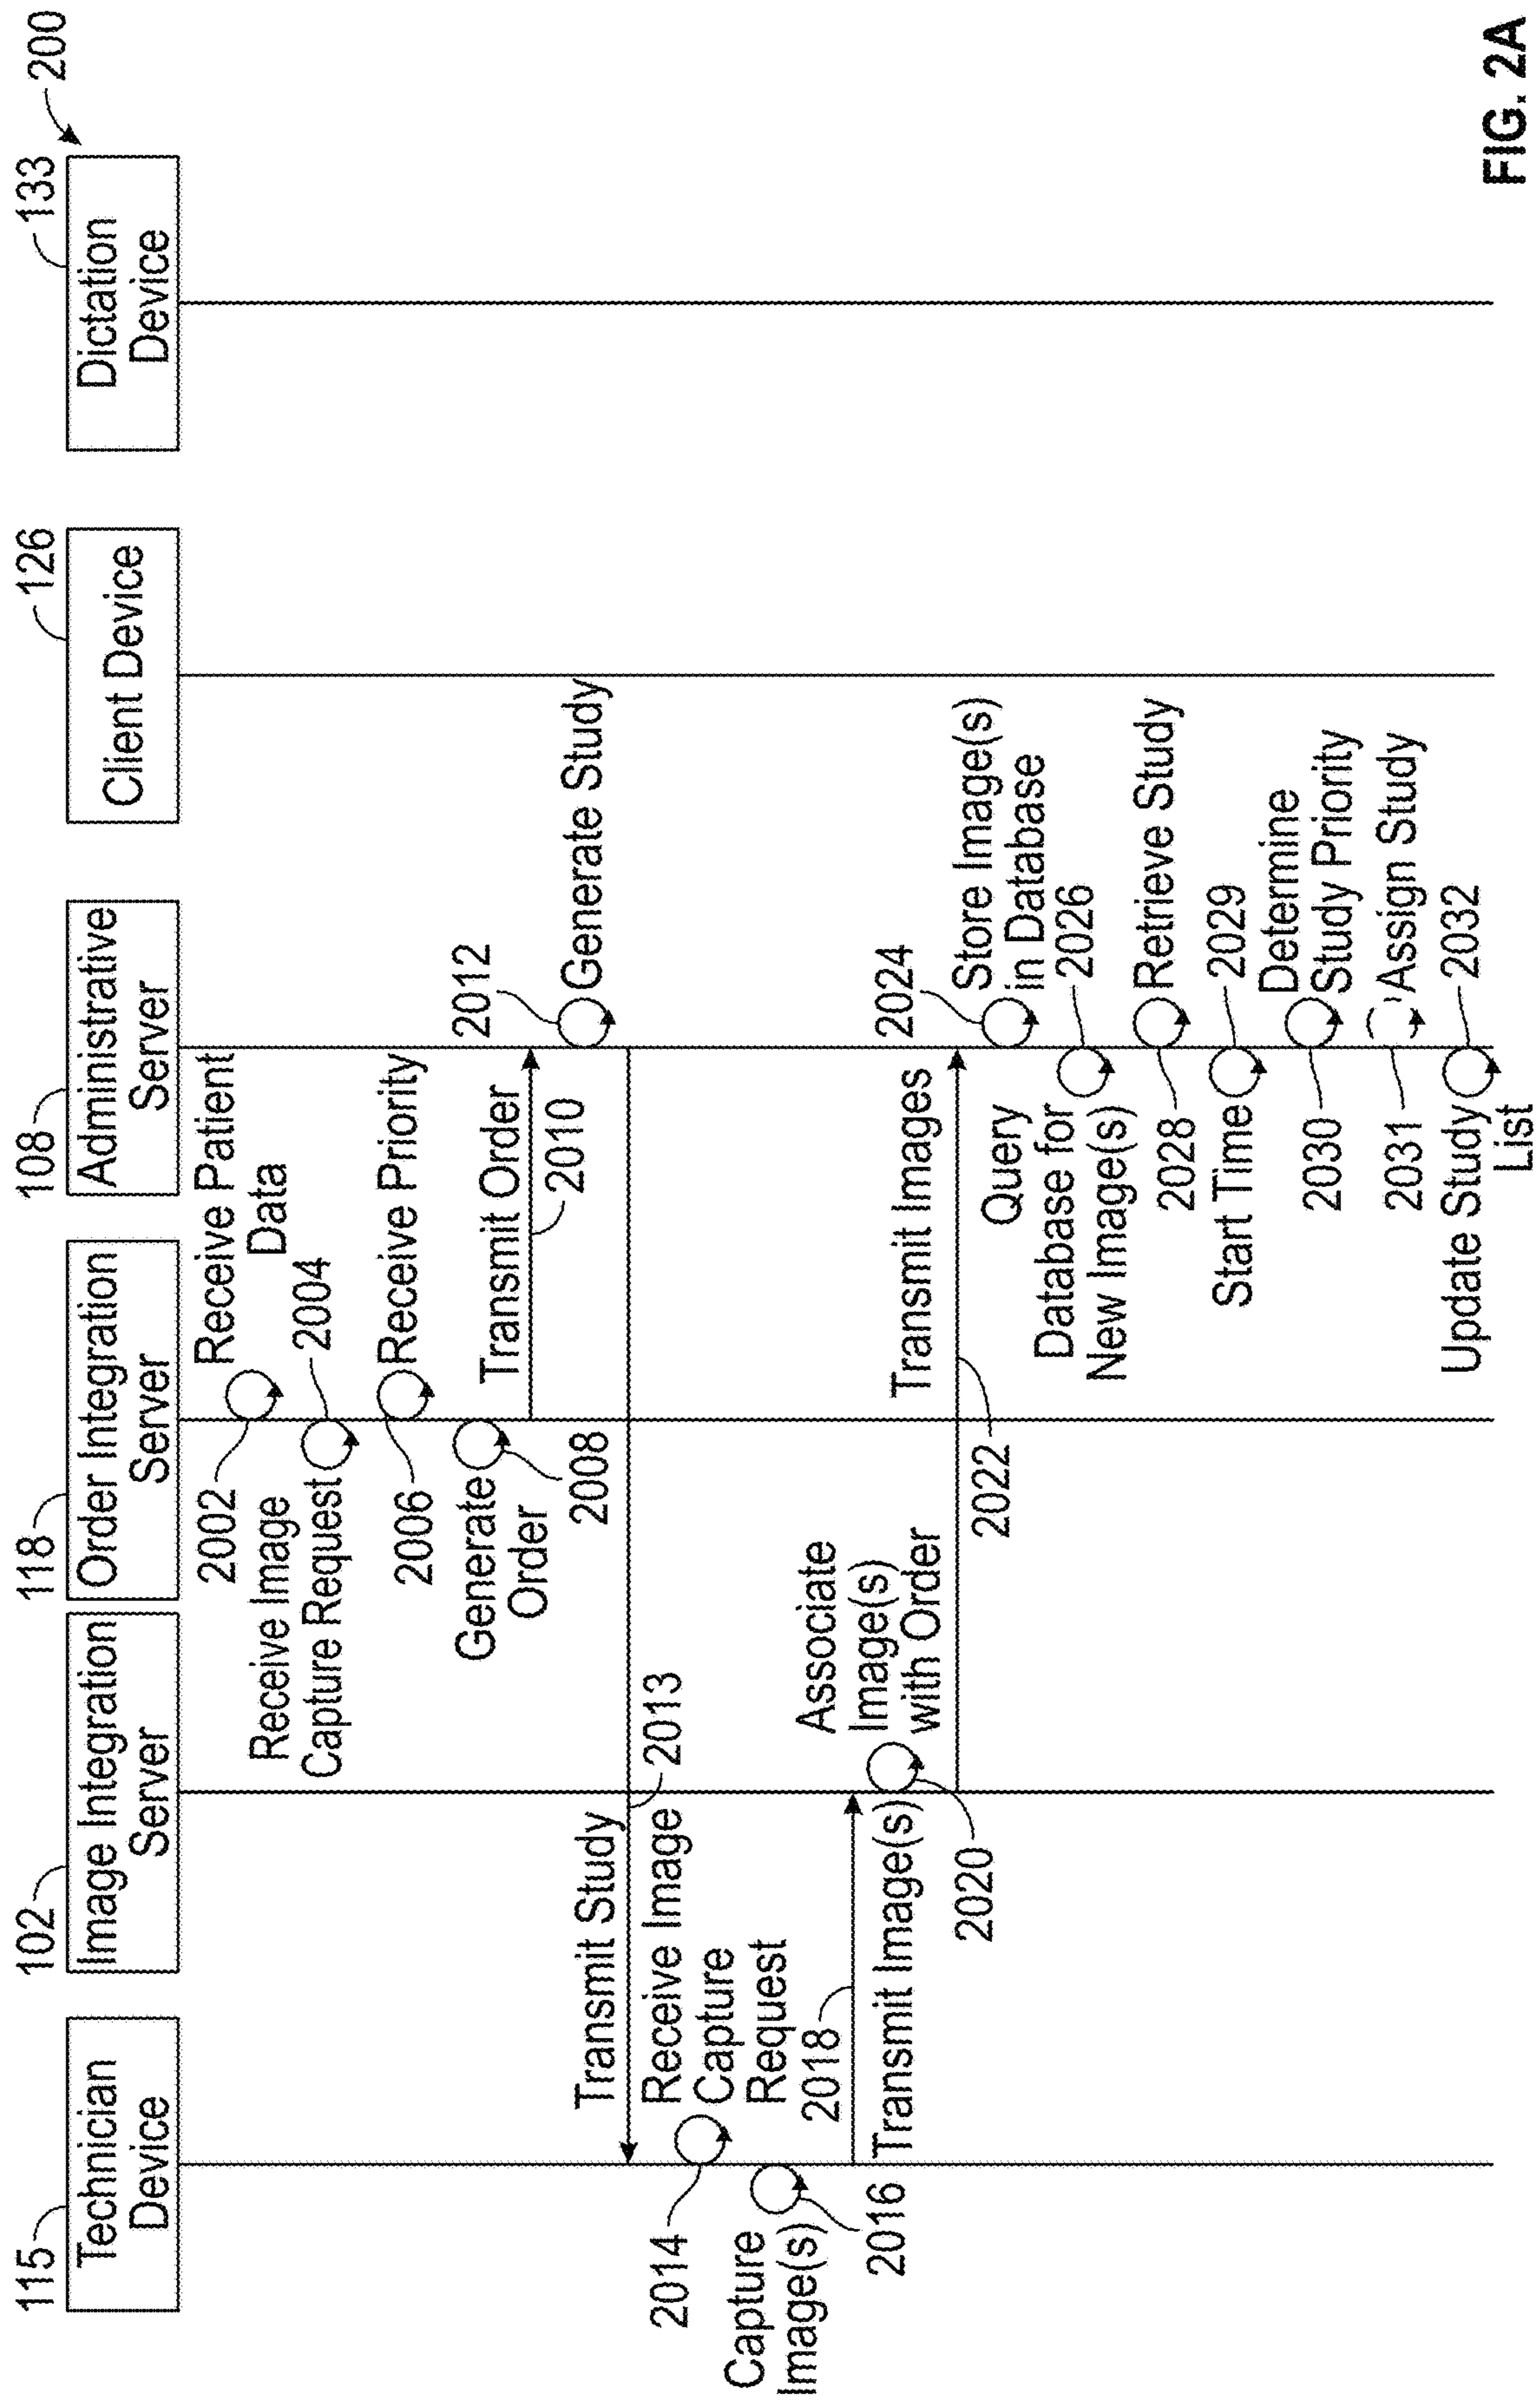 200
115
102
118
108
126
133
Technician
Device
Image Integration
Server
Order Integration
Server
Administrative
Server
Client Device
Dictation
Device
2002
Receive Patient
Data
Receive Image
Capture Request
2004
2006
Receive Priority
Generate
Order
2008
Transmit Order
2010
2012
Generate Study
Transmit Study
2013
2014
Receive Image
Capture
Request
Capture
Image(s)
2016
2018
Transmit Image(s)
Associate
Image(s)
with Order
2020
Transmit Images
2022
2024
Store Image(s)
in Database
Query
Database for
New Image(s)
2026
2028
Retrieve Study
Start Time
2029
Determine
Study Priority
2030
2031
Assign Study
Update Study
List
2032
FIG. 2A